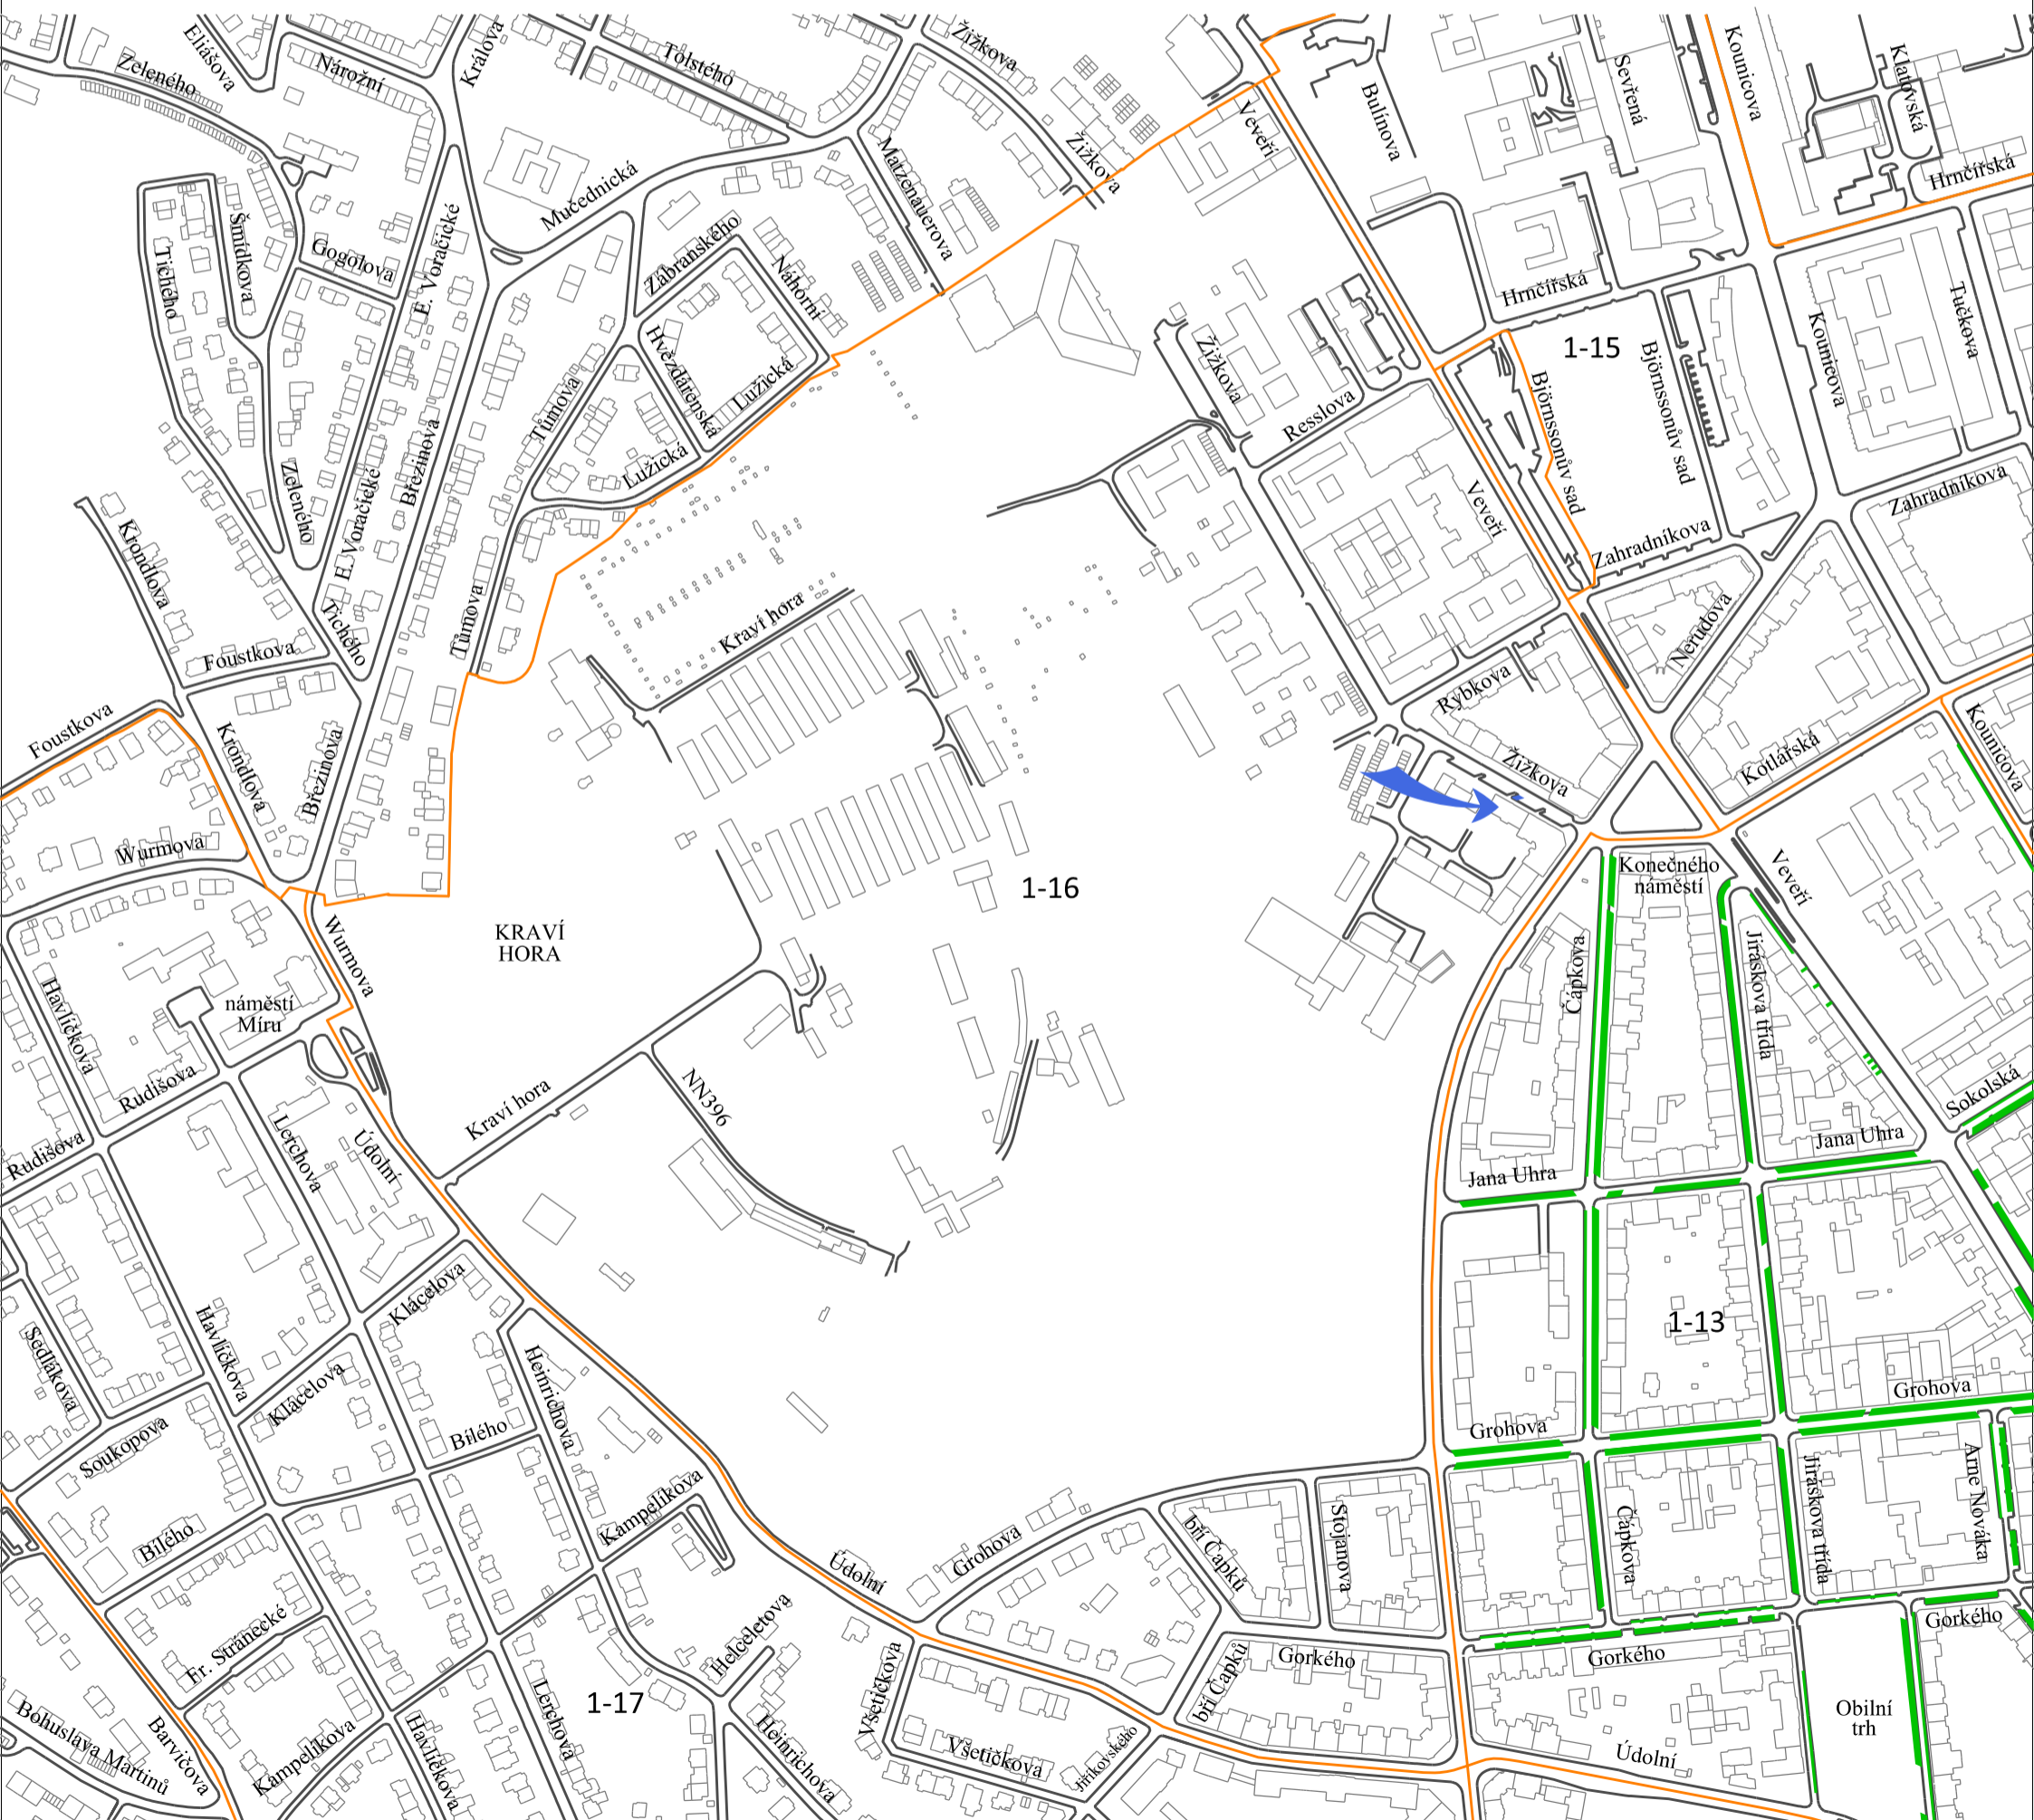 Eliášova
Zeleného
Nárožní
Králova
Tolstého
Žižkova
Žižkova
Veveří
Bulínova
Sevřená
Kounicova
Klatovská
Hrnčířská
Mučednická
Matzenauerova
Šmídkova
Tichého
Gogolova
E. Voračické
Zábranského
Náhorní
Hrnčířská
Tučkova
Kounicova
1-15
Björnssonův sad
Björnssonův sad
Žižkova
Resslova
Hvězdárenská
Lužická
Tůmova
Lužická
Březinova
Zeleného
E. Voračické
Krondlova
Veveří
Zahradníkova
Zahradníkova
Tichého
Foustkova
Tůmova
Kraví hora
Nerudova
Rybkova
Foustkova
Krondlova
Březinova
Žižkova
Kotlářská
Kounicova
Wurmova
1-16
Konečného
náměstí
Veveří
KRAVÍ
HORA
Wurmova
Čápkova
Jiráskova třída
náměstí
Míru
Havlíčkova
Rudišova
Rudišova
Lerchova
Údolní
Kraví hora
NN396
Sokolská
Jana Uhra
Jana Uhra
Klácelova
Havlíčkova
Sedlákova
Klácelova
Heinrichova
1-13
Grohova
Grohova
Soukopova
Bílého
Bílého
Kampelíkova
Údolní
Grohova
bří Čapků
Stojanova
Čápkova
Jiráskova třída
Arne Nováka
Gorkého
Gorkého
Gorkého
Fr. Stránecké
Helceletova
Všetičkova
bří Čapků
1-17
Lerchova
Heinrichova
Všetičkova
Jiříkovského
Údolní
Obilní
trh
Bohuslava Martinů
Barvičova
Kampelíkova
Havlíčkova